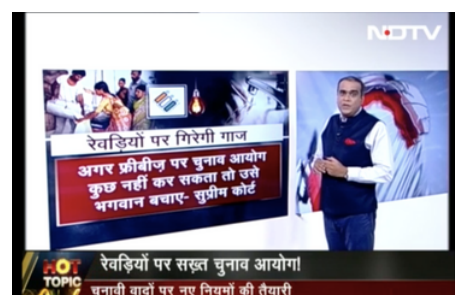 NDTV
रेवड़ियों पर गिरेगी गाज
अगर फ्रीबीज़ पर चुनाव आयोग
कुछ नहीं कर सकता तो उसे
भगवान बचाए- सुप्रीम कोर्ट
HOT
TOPIC
रेवड़ियों पर सख़्त चुनाव आयोग!
चुनावी वादों पर नए नियमों की तैयारी